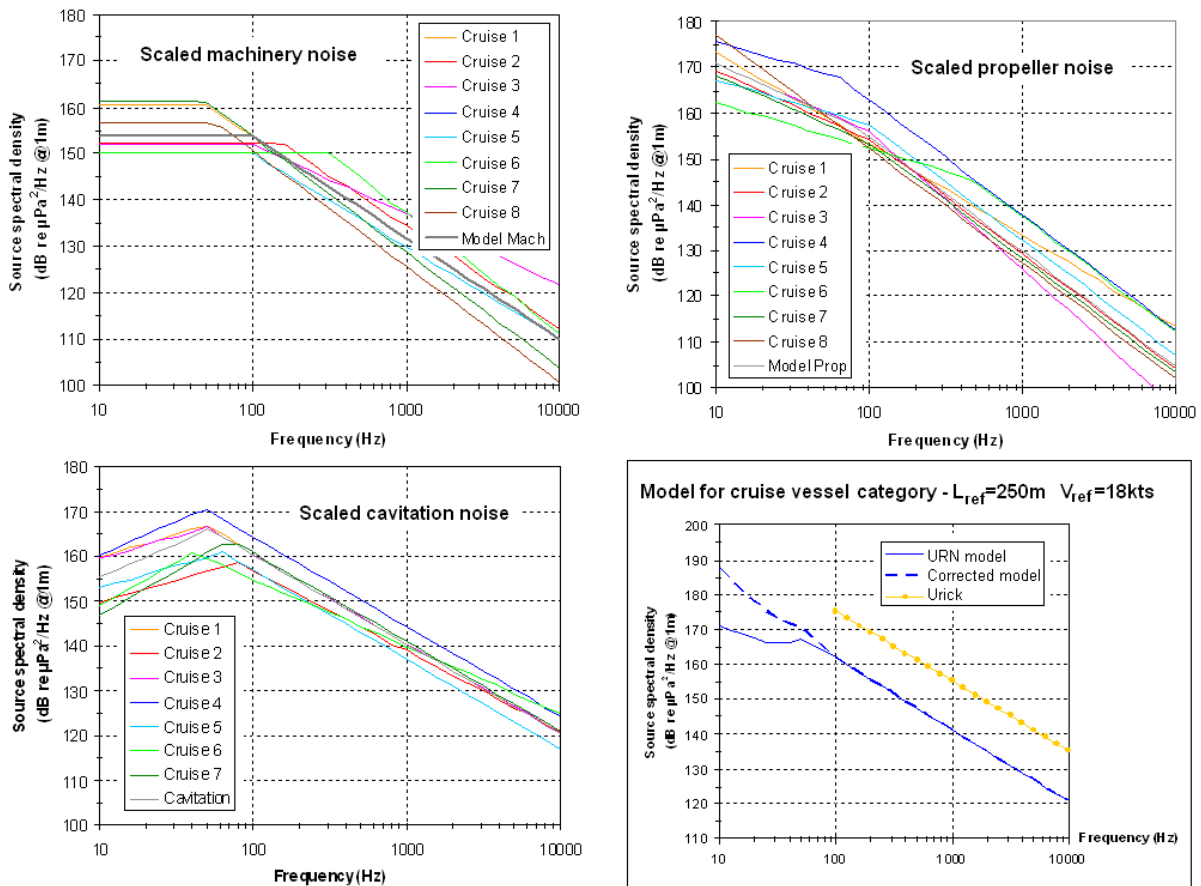 Scaled machinery noise
Source spectral density
(dB re µPa²/Hz @1m)
180
170
160
150
140
130
120
110
100
10
100
1000
10000
Frequency (Hz)
Cruise 1
Cruise 2
Cruise 3
Cruise 4
Cruise 5
Cruise 6
Cruise 7
Cruise 8
Model Mach
Scaled propeller noise
Source spectral density
(dB re µPa²/Hz @1m)
180
170
160
150
140
130
120
110
100
10
100
1000
10000
Frequency (Hz)
Cruise 1
Cruise 2
Cruise 3
Cruise 4
Cruise 5
Cruise 6
Cruise 7
Cruise 8
Model Prop
Scaled cavitation noise
Source spectral density
(dB re µPa²/Hz @1m)
180
170
160
150
140
130
120
110
100
10
100
1000
10000
Frequency (Hz)
Cruise 1
Cruise 2
Cruise 3
Cruise 4
Cruise 5
Cruise 6
Cruise 7
Cavitation
Model for cruise vessel category - Lref=250m Vref=18kts
Source spectral density
(dB re µPa²/Hz @1m)
200
190
180
170
160
150
140
130
120
110
10
100
1000
10000
Frequency (Hz)
URN model
Corrected model
Urick